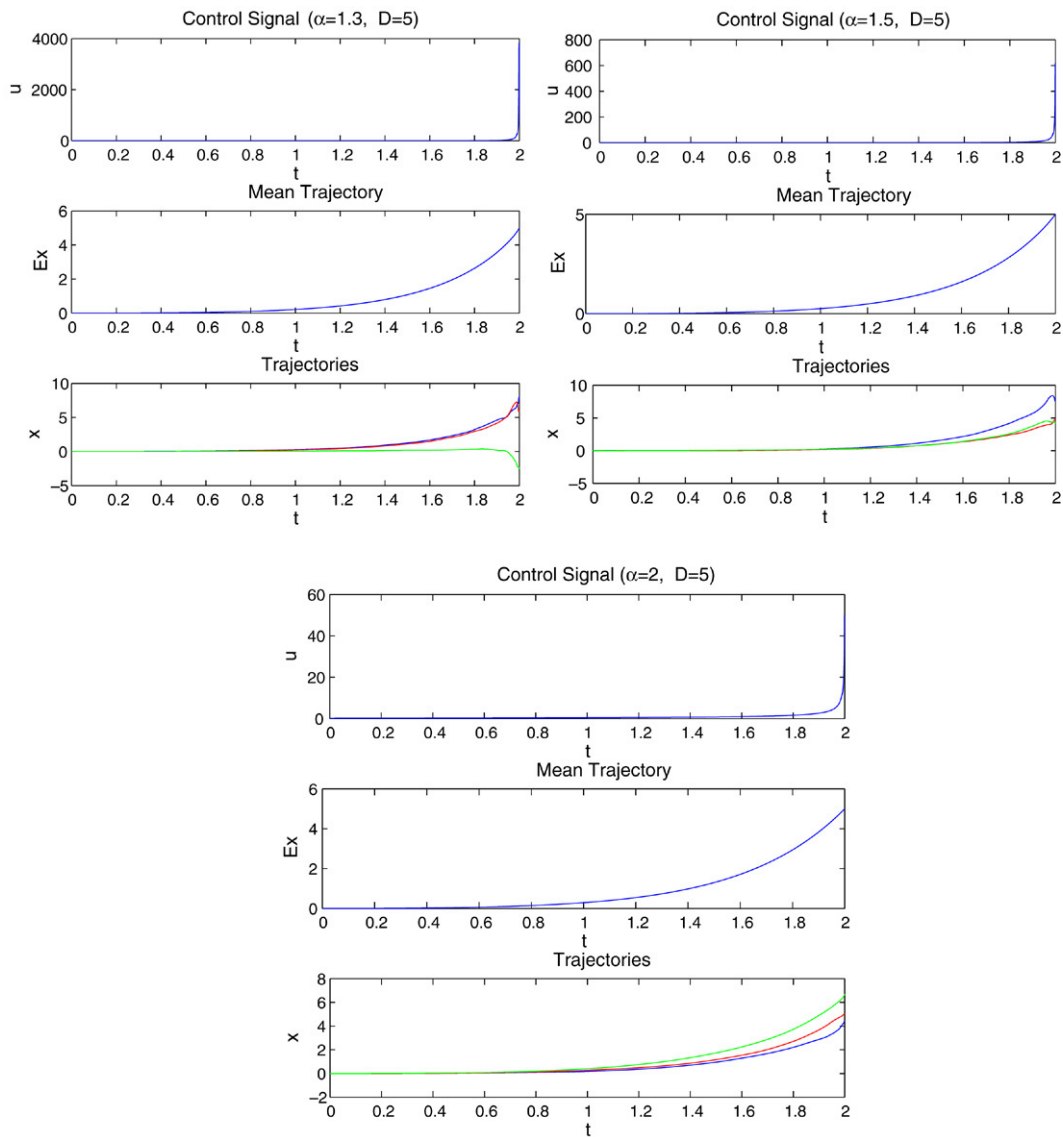 Control Signal (α=1.3, D=5)
4000
2000
0
u
0 0.2 0.4 0.6 0.8 1 1.2 1.4 1.6 1.8 2
t
Mean Trajectory
6
4
2
0
Ex
0 0.2 0.4 0.6 0.8 1 1.2 1.4 1.6 1.8 2
t
Trajectories
10
5
0
−5
x
0 0.2 0.4 0.6 0.8 1 1.2 1.4 1.6 1.8 2
t
Control Signal (α=1.5, D=5)
800
600
400
200
0
u
0 0.2 0.4 0.6 0.8 1 1.2 1.4 1.6 1.8 2
t
Mean Trajectory
5
0
Ex
0 0.2 0.4 0.6 0.8 1 1.2 1.4 1.6 1.8 2
t
Trajectories
10
5
0
−5
x
0 0.2 0.4 0.6 0.8 1 1.2 1.4 1.6 1.8 2
t
Control Signal (α=2, D=5)
60
40
20
0
u
0 0.2 0.4 0.6 0.8 1 1.2 1.4 1.6 1.8 2
t
Mean Trajectory
6
4
2
0
Ex
0 0.2 0.4 0.6 0.8 1 1.2 1.4 1.6 1.8 2
t
Trajectories
8
6
4
2
0
−2
x
0 0.2 0.4 0.6 0.8 1 1.2 1.4 1.6 1.8 2
t